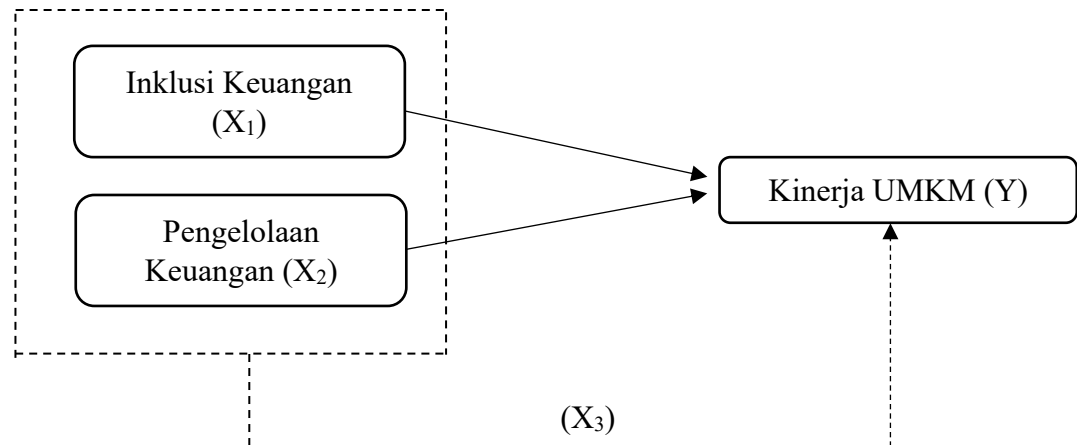 Inklusi Keuangan
(X₁)
Pengelolaan
Keuangan (X₂)
Kinerja UMKM (Y)
(X₃)